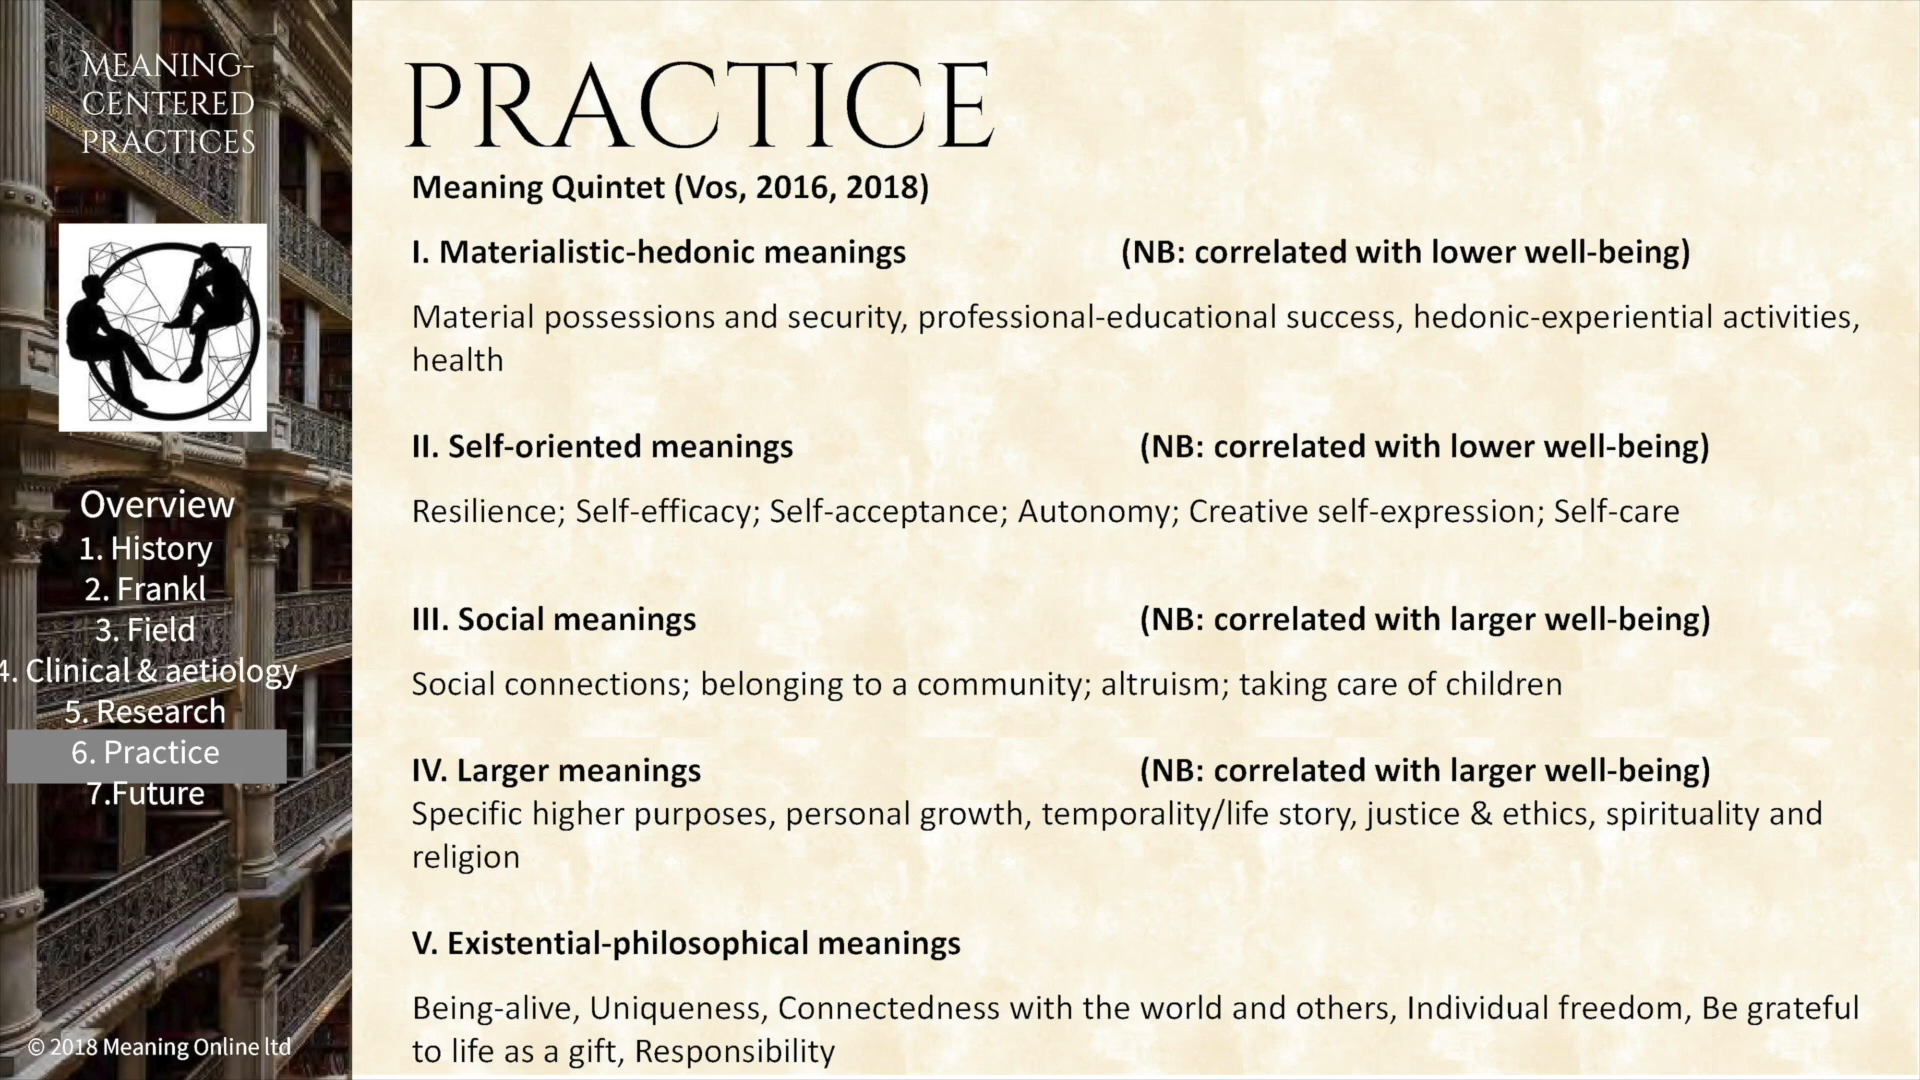 MEANING-
CENTERED
PRACTICES
Overview
1. History
2. Frankl
3. Field
4. Clinical & aetiology
5. Research
6. Practice
7.Future
© 2018 Meaning Online ltd
PRACTICE
Meaning Quintet (Vos, 2016, 2018)
I. Materialistic-hedonic meanings (NB: correlated with lower well-being)
Material possessions and security, professional-educational success, hedonic-experiential activities,
health
II. Self-oriented meanings (NB: correlated with lower well-being)
Resilience; Self-efficacy; Self-acceptance; Autonomy; Creative self-expression; Self-care
III. Social meanings (NB: correlated with larger well-being)
Social connections; belonging to a community; altruism; taking care of children
IV. Larger meanings (NB: correlated with larger well-being)
Specific higher purposes, personal growth, temporality/life story, justice & ethics, spirituality and
religion
V. Existential-philosophical meanings
Being-alive, Uniqueness, Connectedness with the world and others, Individual freedom, Be grateful
to life as a gift, Responsibility